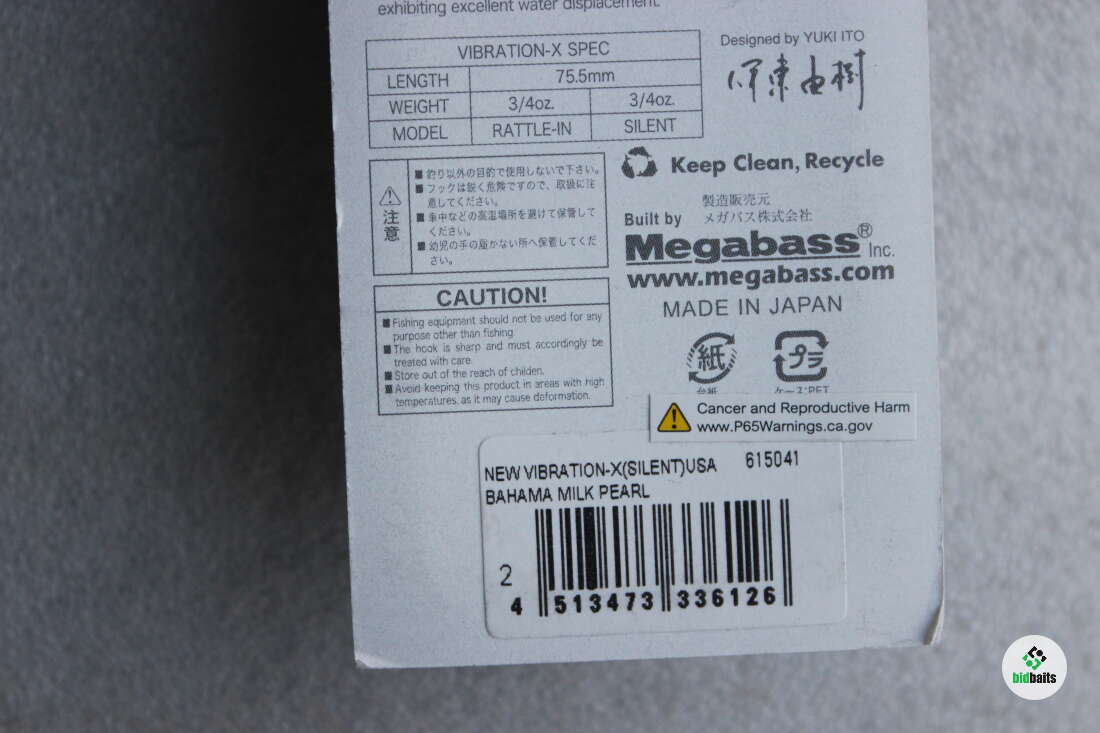 exhibiting excellent water displacement.
VIBRATION-X SPEC
LENGTH 75.5mm
WEIGHT 3/4oz. 3/4oz.
MODEL RATTLE-IN SILENT
Designed by YUKI ITO
伊東由樹
⚠注意
■釣り以外の目的で使用しないで下さい。
■フックは鋭く危険ですので、取扱に注
意してください。
■車中などの高温場所を避けて保管して
ください。
■幼児の手の届かない所へ保管してくだ
さい。
CAUTION!
■Fishing equipment should not be used for any
purpose other than fishing.
■The hook is sharp and must accordingly be
treated with care.
■Store out of the reach of childen.
■Avoid keeping this product in areas with high
temperatures, as it may cause deformation.
Keep Clean, Recycle
製造販売元
Built by メガバス株式会社
Megabass® Inc.
www.megabass.com
MADE IN JAPAN
紙 プラ
台紙 ケース:PET
Cancer and Reproductive Harm
www.P65Warnings.ca.gov
NEW VIBRATION-X(SILENT)USA 615041
BAHAMA MILK PEARL
2
4 513473 336126
bidbaits